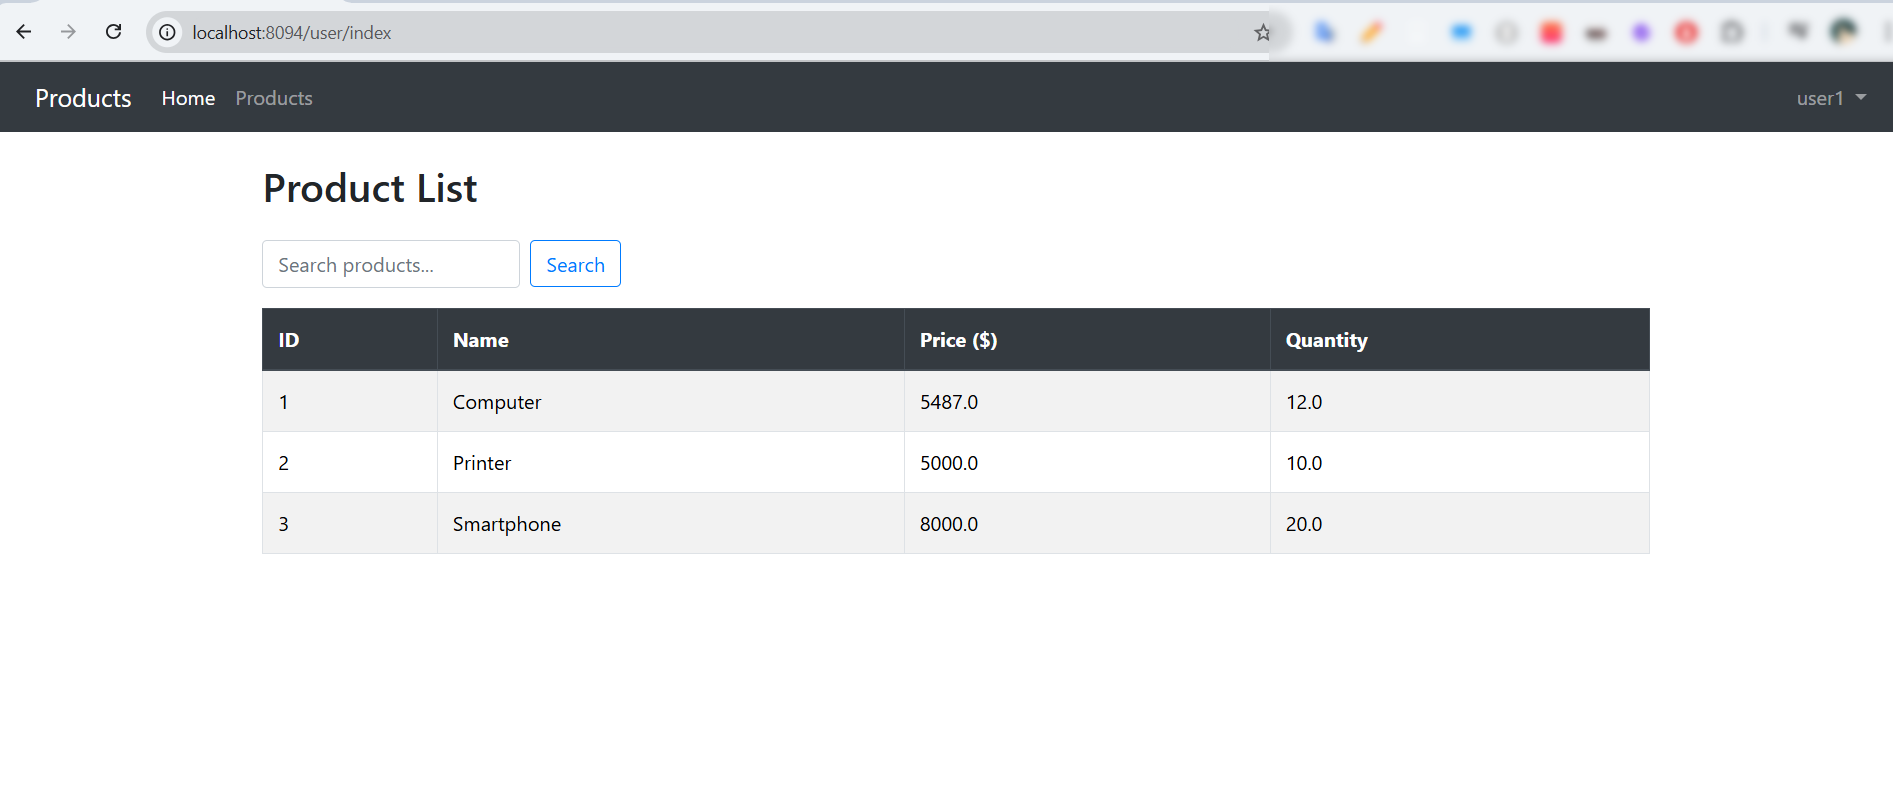 localhost:8094/user/index
Products Home Products user1
Product List
Search products... Search
ID Name Price ($) Quantity
1 Computer 5487.0 12.0
2 Printer 5000.0 10.0
3 Smartphone 8000.0 20.0